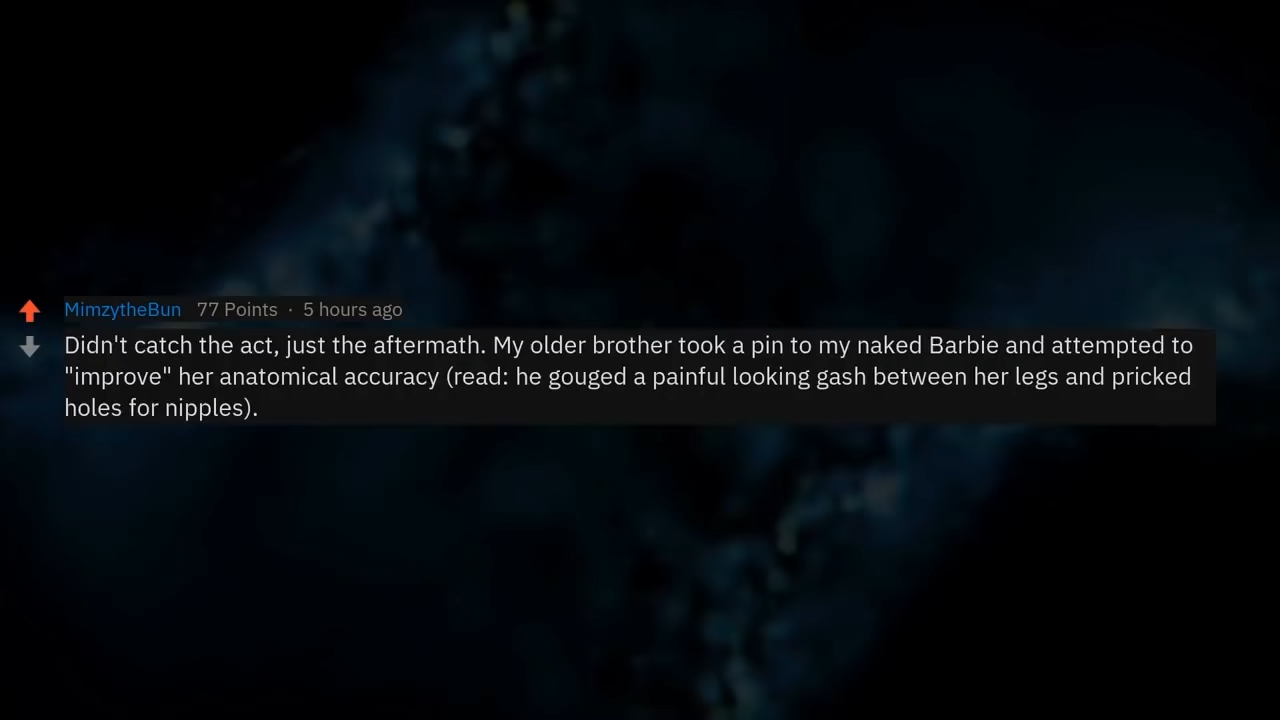 MimzytheBun 77 Points · 5 hours ago
Didn't catch the act, just the aftermath. My older brother took a pin to my naked Barbie and attempted to
"improve" her anatomical accuracy (read: he gouged a painful looking gash between her legs and pricked
holes for nipples).